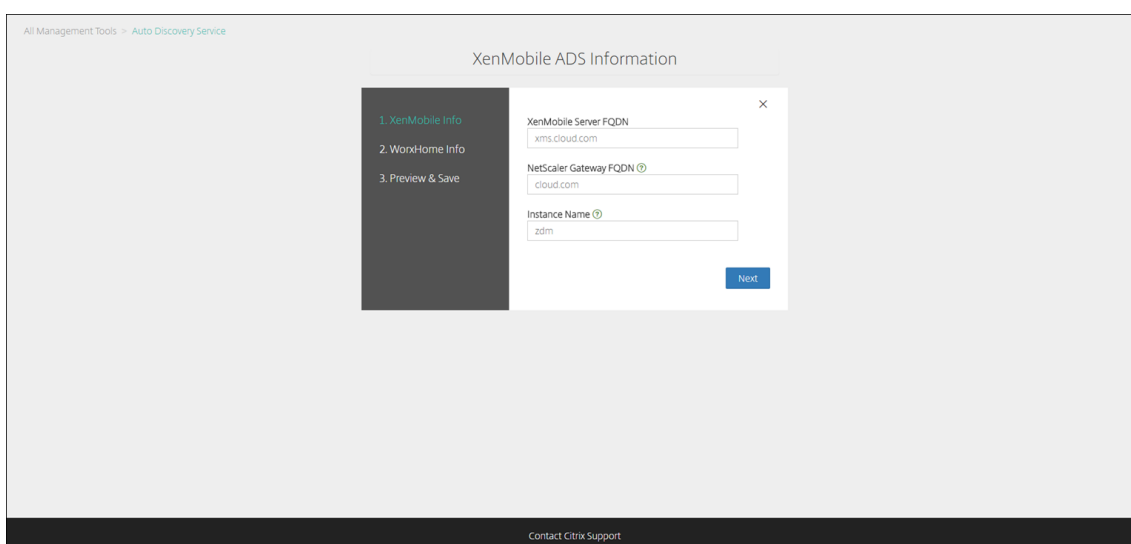 All Management Tools > Auto Discovery Service
XenMobile ADS Information
1. XenMobile Info
2. WorxHome Info
3. Preview & Save
XenMobile Server FQDN
xms.cloud.com
NetScaler Gateway FQDN ?
cloud.com
Instance Name ?
zdm
Next
Contact Citrix Support